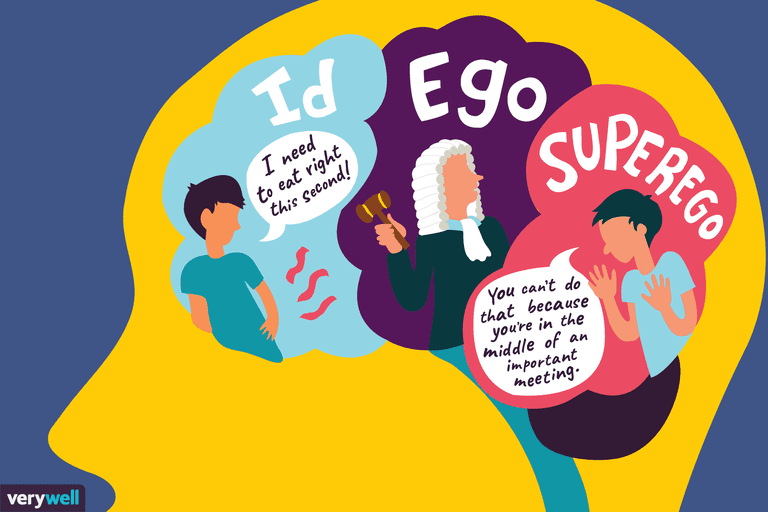 Id
I need
to eat right
this second!
Ego
SUPEREGO
You can't do
that because
you're in the
middle of an
important
meeting.
verywell